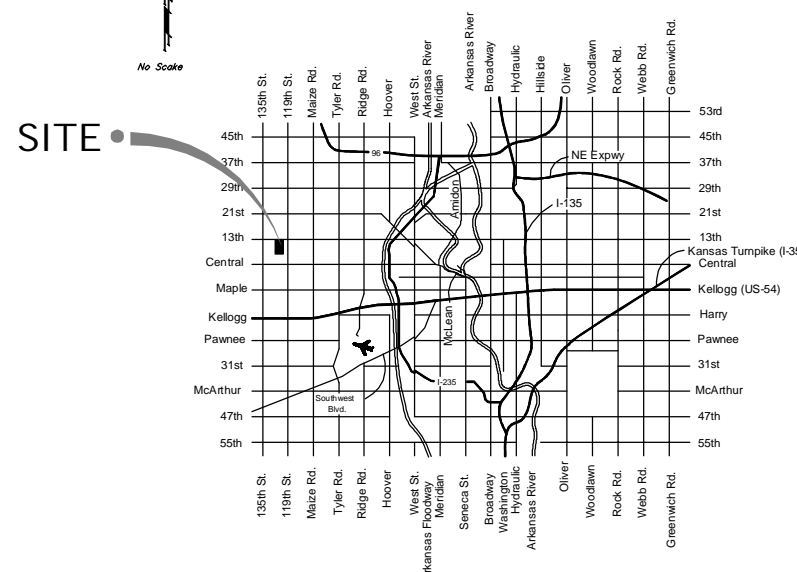 No Scake
135th St.
119th St.
Maize Rd.
Tyler Rd.
Ridge Rd.
Hoover
West St.
Arkansas River
Meridian
Arkansas River
Broadway
Hydraulic
Hillside
Oliver
Woodlawn
Rock Rd.
Webb Rd.
Greenwich Rd.
SITE
45th
37th
29th
21st
13th
Central
Maple
Kellogg
Pawnee
31st
McArthur
47th
55th
96
Amidon
NE Expwy
I-135
McLean
I-235
Southwest
Blvd.
53rd
45th
37th
29th
21st
13th
Kansas Turnpike (I-35
Central
Kellogg (US-54)
Harry
Pawnee
31st
McArthur
47th
55th
135th St.
119th St.
Maize Rd.
Tyler Rd.
Ridge Rd.
Hoover
West St.
Arkansas Floodway
Meridian
Seneca St.
Broadway
Washington
Hydraulic
Arkansas River
Oliver
Woodlawn
Rock Rd.
Webb Rd.
Greenwich Rd.